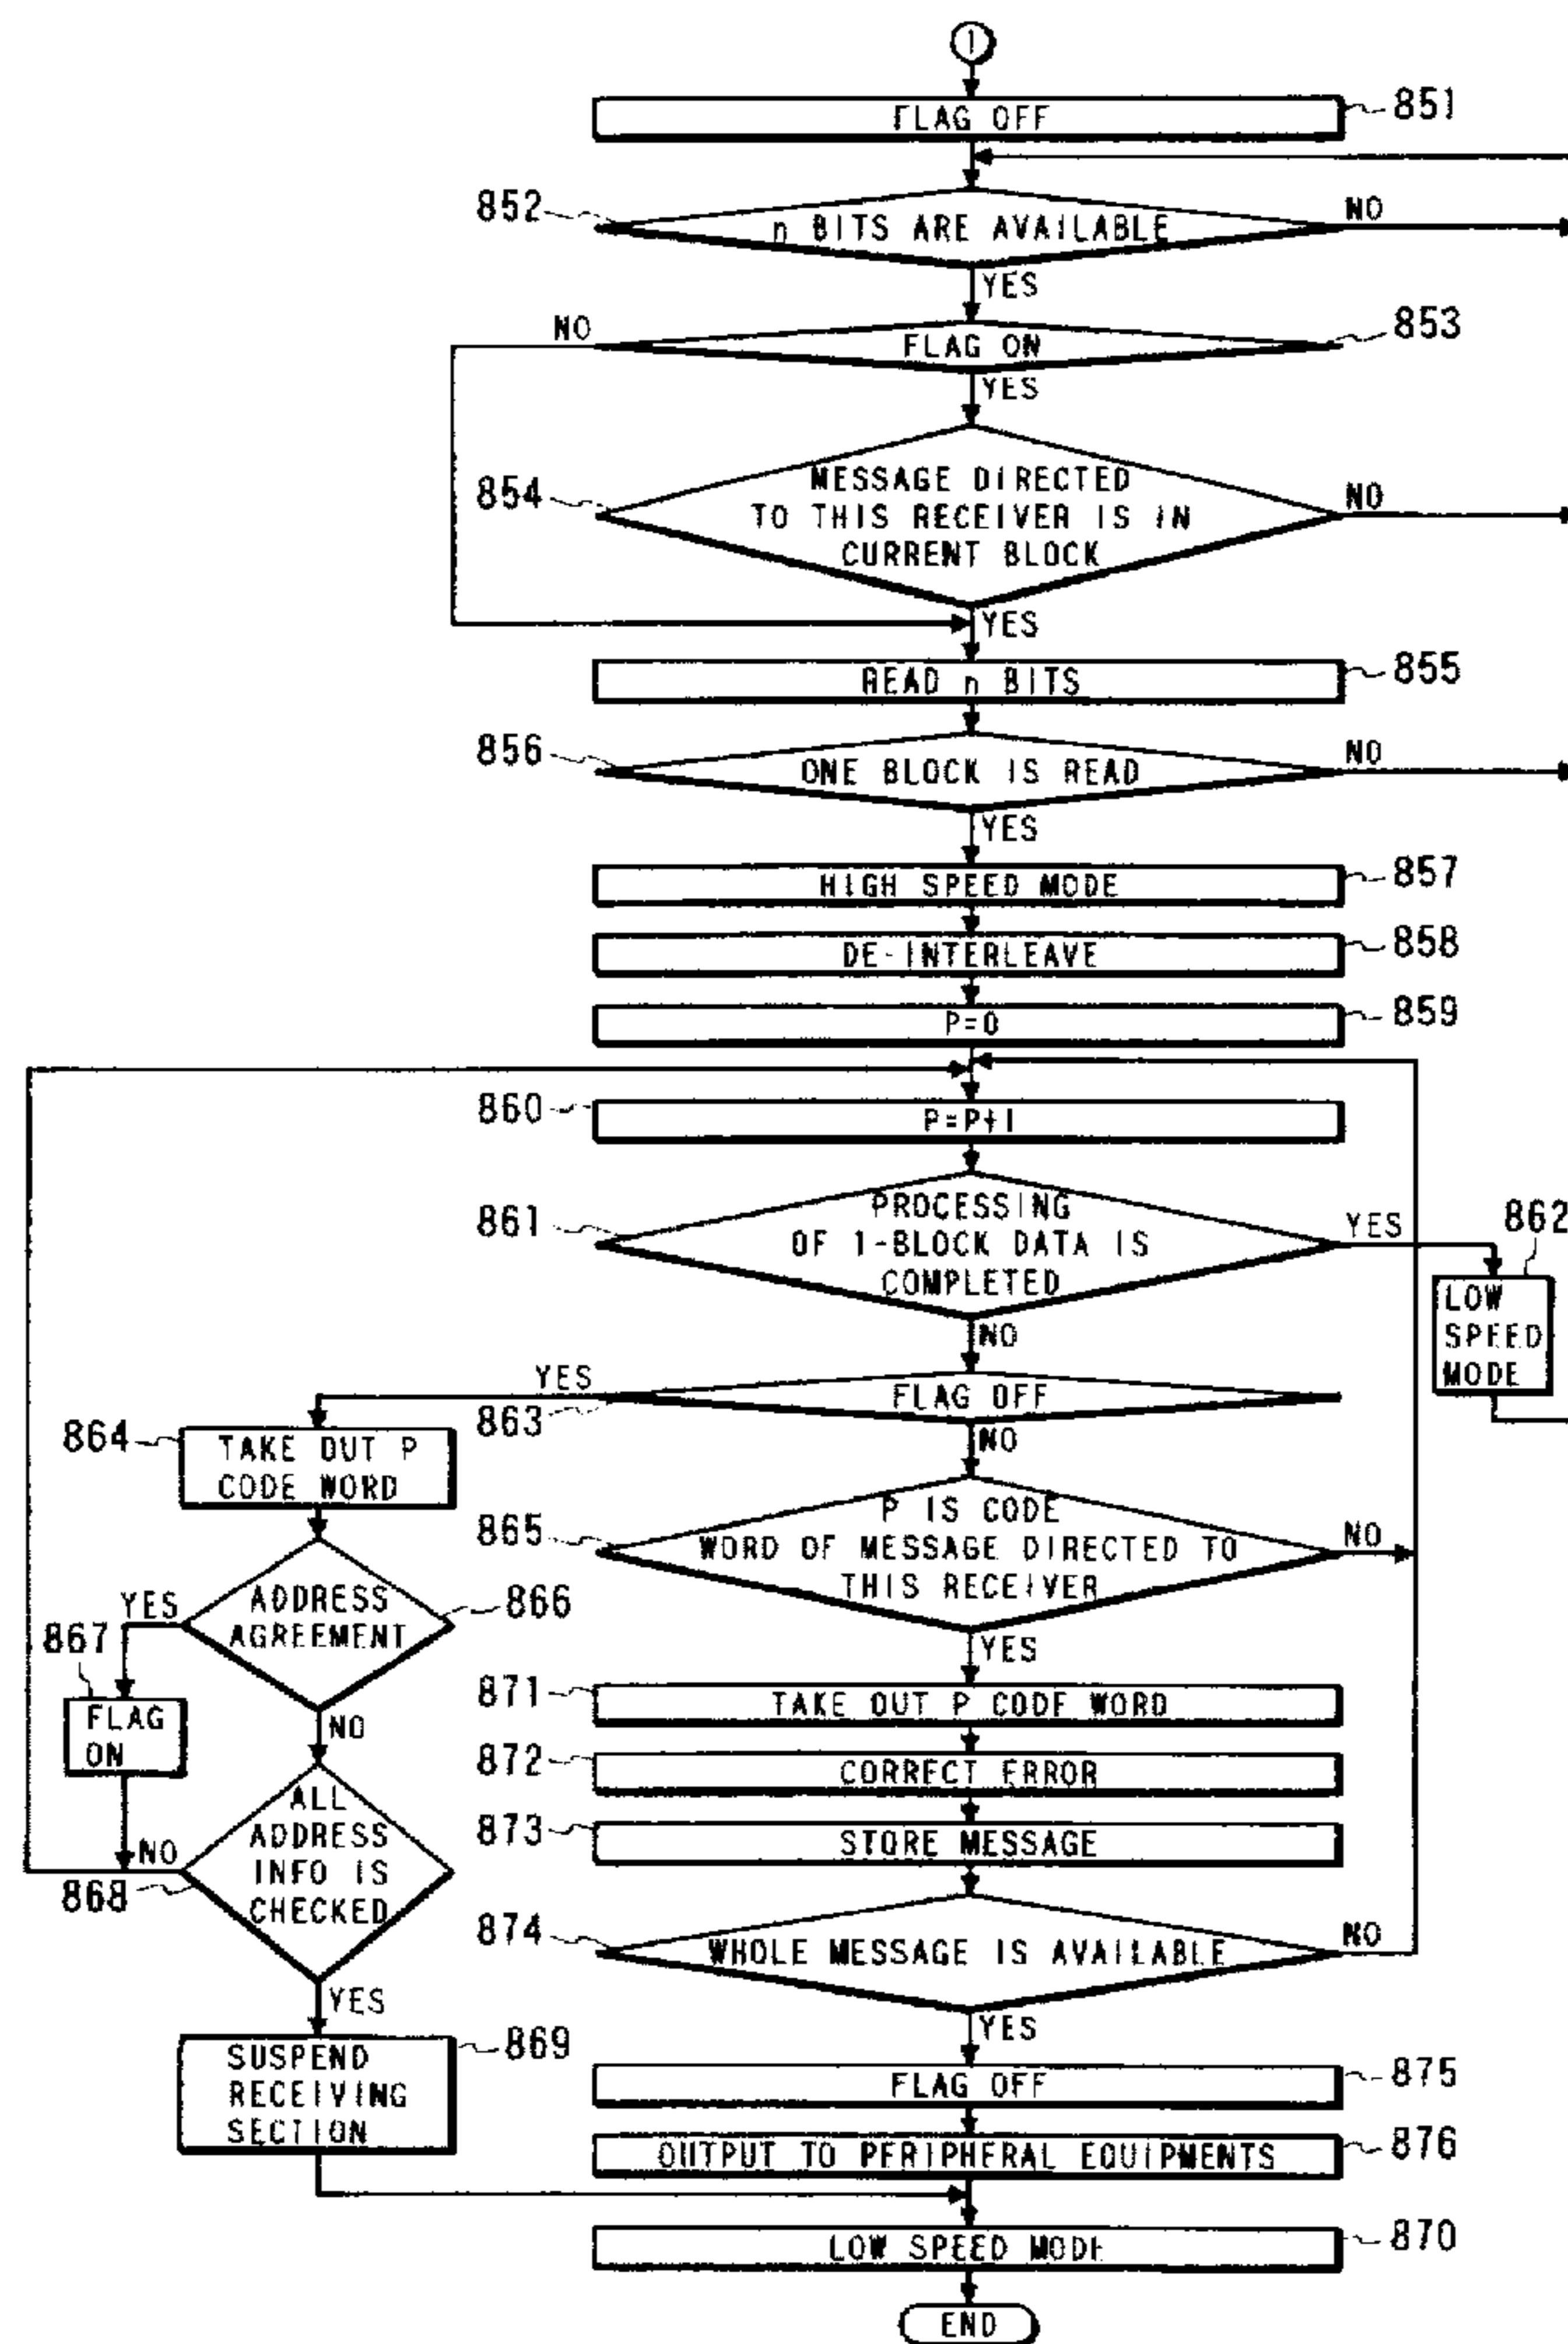 1
FLAG OFF
851
852
n BITS ARE AVAILABLE
NO
YES
NO
FLAG ON
853
YES
854
MESSAGE DIRECTED
TO THIS RECEIVER IS IN
CURRENT BLOCK
NO
YES
READ n BITS
855
856
ONE BLOCK IS READ
NO
YES
HIGH SPEED MODE
857
DE-INTERLEAVE
858
P=0
859
860
P=P+1
861
PROCESSING
OF 1-BLOCK DATA IS
COMPLETED
YES
862
LOW
SPEED
MODE
NO
YES
863
FLAG OFF
NO
864
TAKE OUT P
CODE WORD
865
P IS CODE
WORD OF MESSAGE DIRECTED TO
THIS RECEIVER
NO
YES
YES
ADDRESS
AGREEMENT
866
867
FLAG
ON
NO
871
TAKE OUT P CODE WORD
872
CORRECT ERROR
873
STORE MESSAGE
NO
868
ALL
ADDRESS
INFO IS
CHECKED
YES
874
WHOLE MESSAGE IS AVAILABLE
NO
YES
SUSPEND
RECEIVING
SECTION
869
FLAG OFF
875
OUTPUT TO PERIPHERAL EQUIPMENTS
876
LOW SPEED MODE
870
END